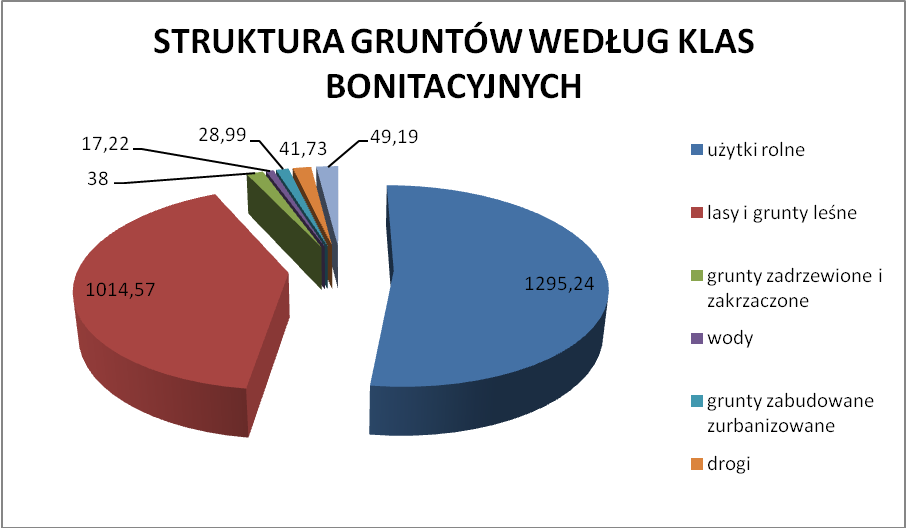 STRUKTURA GRUNTÓW WEDŁUG KLAS
BONITACYJNYCH
49,19
28,99
41,73
17,22
38
1014,57
1295,24
użytki rolne
lasy i grunty leśne
grunty zadrzewione i
zakrzaczone
wody
grunty zabudowane
zurbanizowane
drogi